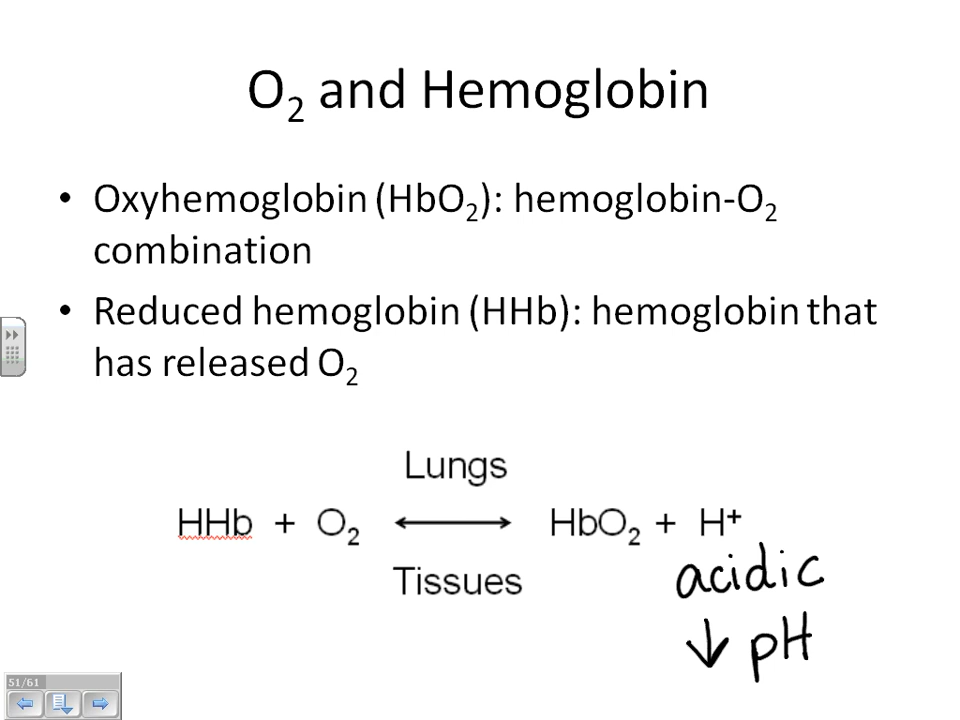 O₂ and Hemoglobin
• Oxyhemoglobin (HbO₂): hemoglobin-O₂
combination
• Reduced hemoglobin (HHb): hemoglobin that
has released O₂
Lungs
HHb + O₂ ⟷ HbO₂ + H⁺
Tissues
acidic
↓ pH
51/61